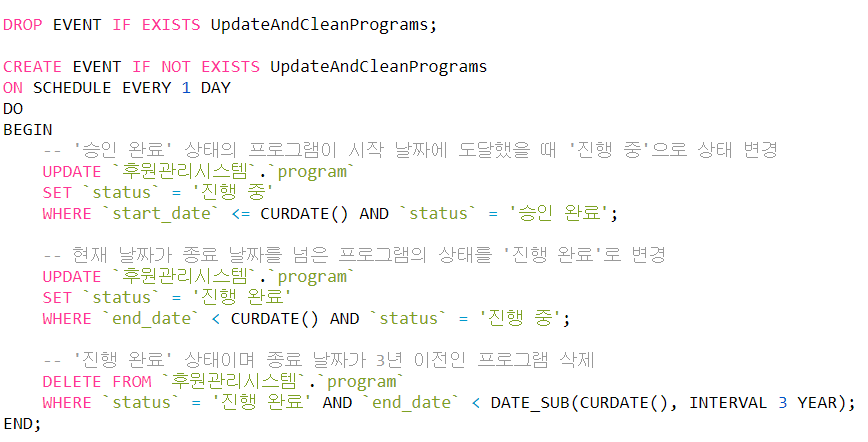 DROP EVENT IF EXISTS UpdateAndCleanPrograms;
CREATE EVENT IF NOT EXISTS UpdateAndCleanPrograms
ON SCHEDULE EVERY 1 DAY
DO
BEGIN
-- '승인 완료' 상태의 프로그램이 시작 날짜에 도달했을 때 '진행 중'으로 상태 변경
UPDATE `후원관리시스템`.`program`
SET `status` = '진행 중'
WHERE `start_date` <= CURDATE() AND `status` = '승인 완료';
-- 현재 날짜가 종료 날짜를 넘은 프로그램의 상태를 '진행 완료'로 변경
UPDATE `후원관리시스템`.`program`
SET `status` = '진행 완료'
WHERE `end_date` < CURDATE() AND `status` = '진행 중';
-- '진행 완료' 상태이며 종료 날짜가 3년 이전인 프로그램 삭제
DELETE FROM `후원관리시스템`.`program`
WHERE `status` = '진행 완료' AND `end_date` < DATE_SUB(CURDATE(), INTERVAL 3 YEAR);
END;